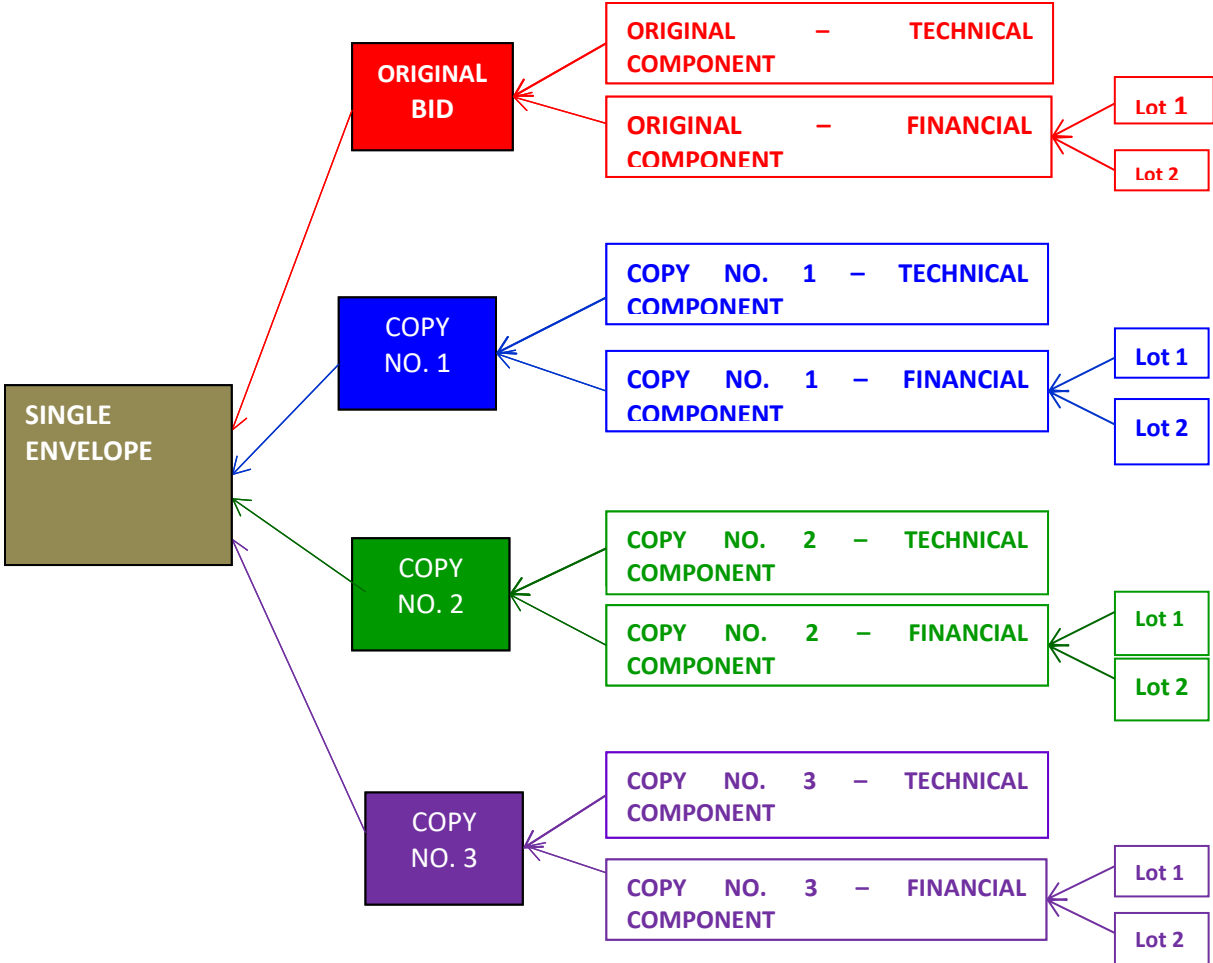 ORIGINAL – TECHNICAL
COMPONENT
ORIGINAL
BID
ORIGINAL – FINANCIAL
COMPONENT
Lot 1
Lot 2
COPY NO. 1 – TECHNICAL
COMPONENT
COPY
NO. 1
COPY NO. 1 – FINANCIAL
COMPONENT
Lot 1
Lot 2
SINGLE
ENVELOPE
COPY NO. 2 – TECHNICAL
COMPONENT
COPY
NO. 2
COPY NO. 2 – FINANCIAL
COMPONENT
Lot 1
Lot 2
COPY NO. 3 – TECHNICAL
COMPONENT
COPY
NO. 3
COPY NO. 3 – FINANCIAL
COMPONENT
Lot 1
Lot 2